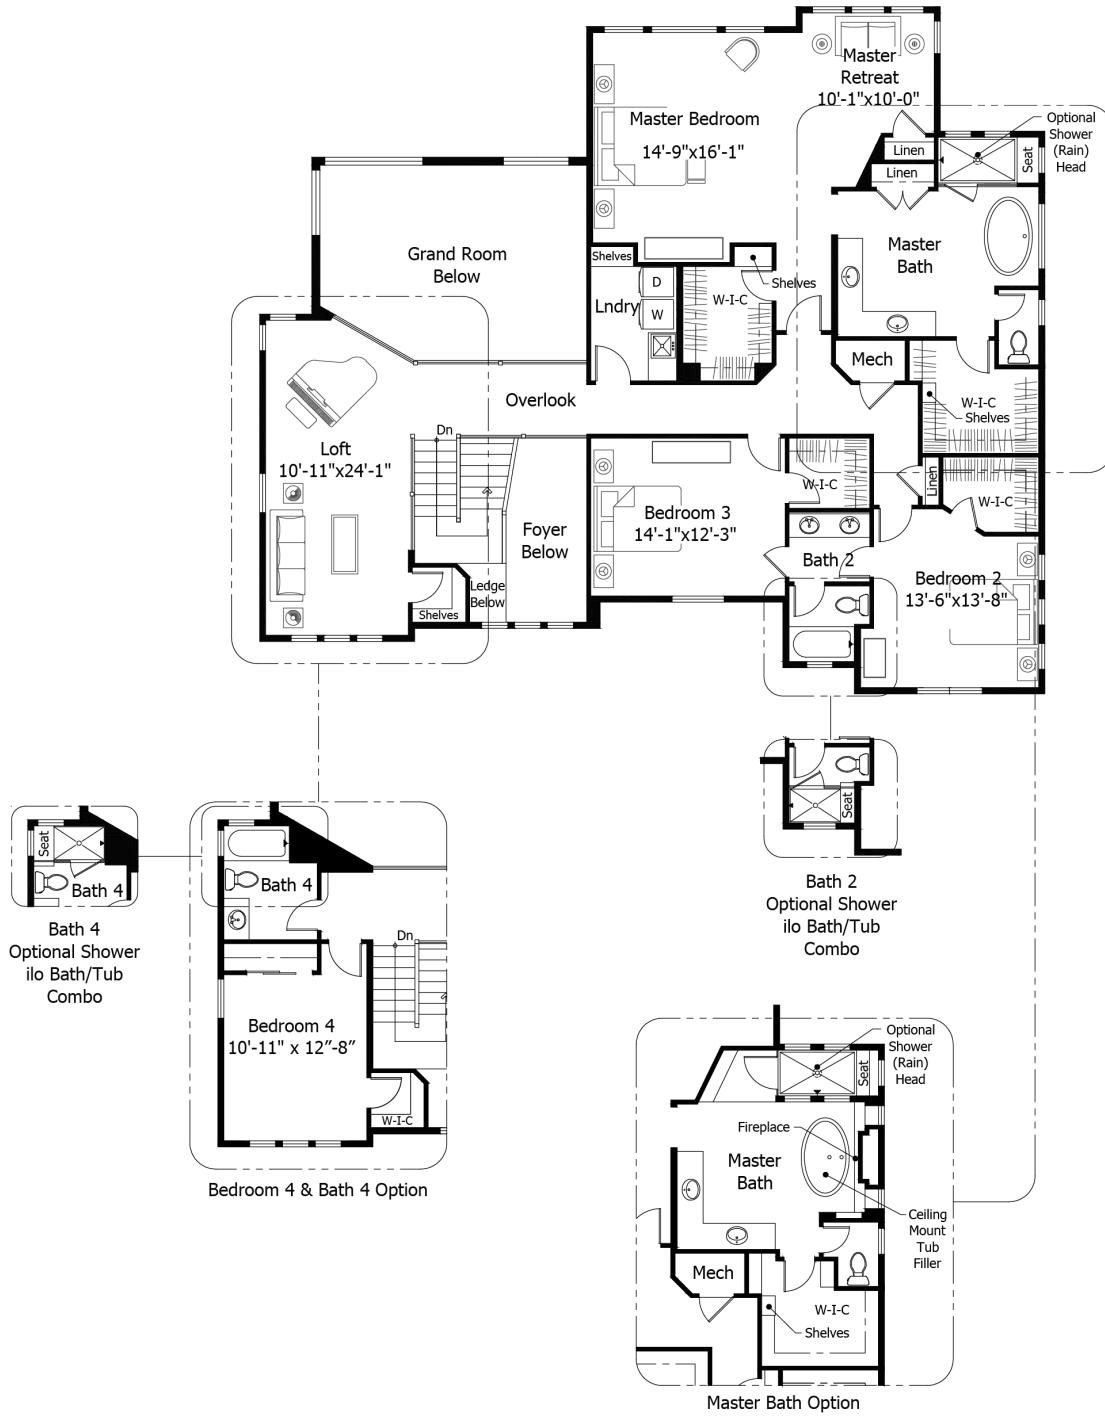 Master
Retreat
10'-1"x10'-0"
Master Bedroom
14'-9"x16'-1"
Optional
Shower
(Rain)
Head
Seat
Linen
Linen
Master
Bath
Grand Room
Below
Shelves
D
W
Lndry
W-I-C
Shelves
Mech
W-I-C
Shelves
Overlook
Dn
Loft
10'-11"x24'-1"
W-I-C
Linen
W-I-C
Bedroom 3
14'-1"x12'-3"
Foyer
Below
Bath 2
Bedroom 2
13'-6"x13'-8"
Ledge
Below
Shelves
Seat
Bath 2
Optional Shower
ilo Bath/Tub
Combo
Seat
Bath 4
Bath 4
Optional Shower
ilo Bath/Tub
Combo
Bath 4
Dn
Bedroom 4
10'-11" x 12”-8”
W-I-C
Bedroom 4 & Bath 4 Option
Optional
Shower
(Rain)
Head
Seat
Fireplace
Master
Bath
Ceiling
Mount
Tub
Filler
Mech
W-I-C
Shelves
Master Bath Option